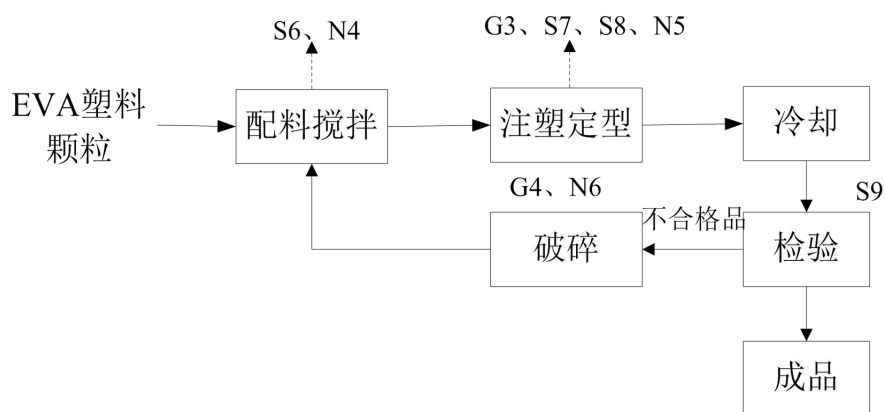 S6、N4
G3、S7、S8、N5
EVA塑料
颗粒
配料搅拌
注塑定型
冷却
G4、N6
S9
破碎
不合格品
检验
成品